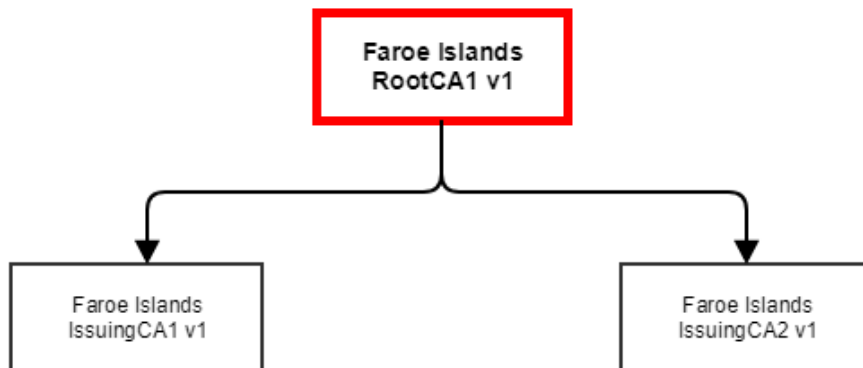 Faroe Islands
RootCA1 v1
Faroe Islands
IssuingCA1 v1
Faroe Islands
IssuingCA2 v1